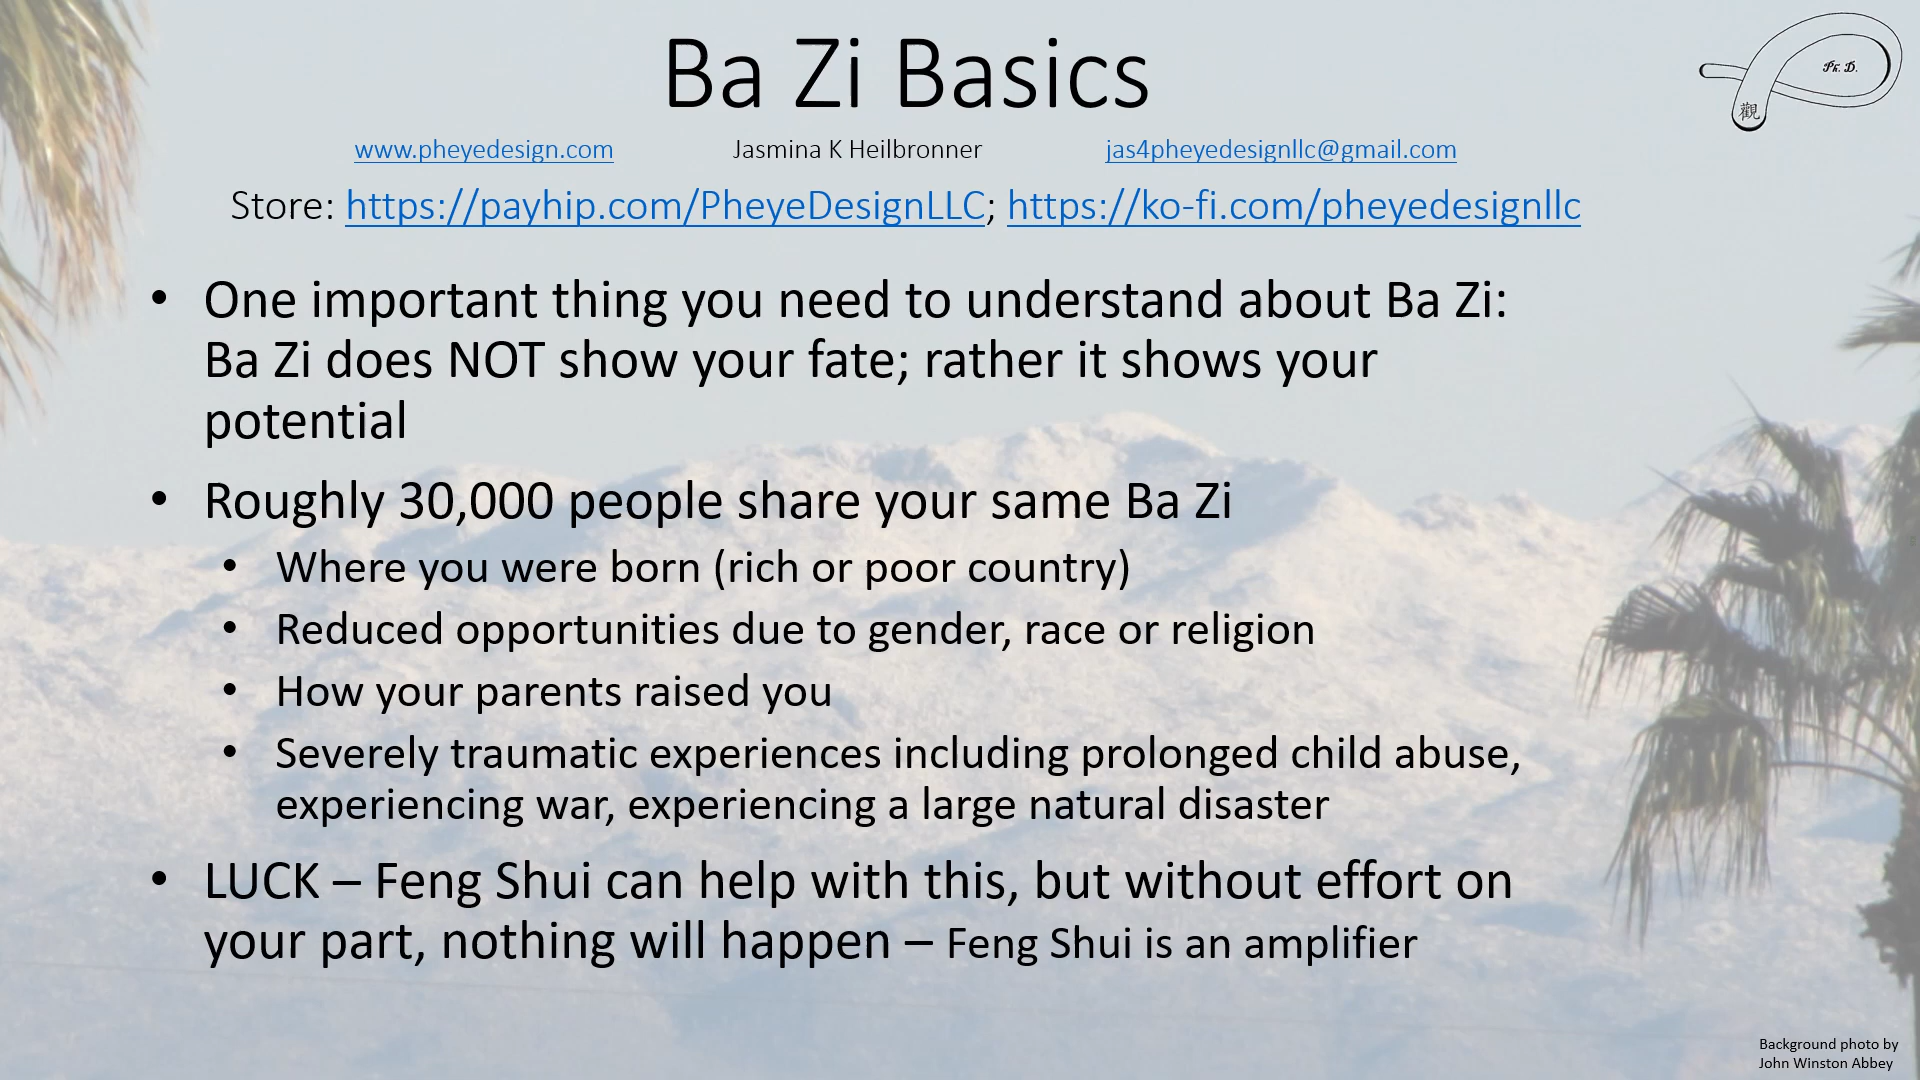 Ba Zi Basics
Ph. D.
觀
www.pheyedesign.com Jasmina K Heilbronner jas4pheyedesignllc@gmail.com
Store: https://payhip.com/PheyeDesignLLC; https://ko-fi.com/pheyedesignllc
• One important thing you need to understand about Ba Zi:
Ba Zi does NOT show your fate; rather it shows your
potential
• Roughly 30,000 people share your same Ba Zi
• Where you were born (rich or poor country)
• Reduced opportunities due to gender, race or religion
• How your parents raised you
• Severely traumatic experiences including prolonged child abuse,
experiencing war, experiencing a large natural disaster
• LUCK – Feng Shui can help with this, but without effort on
your part, nothing will happen – Feng Shui is an amplifier
Background photo by
John Winston Abbey